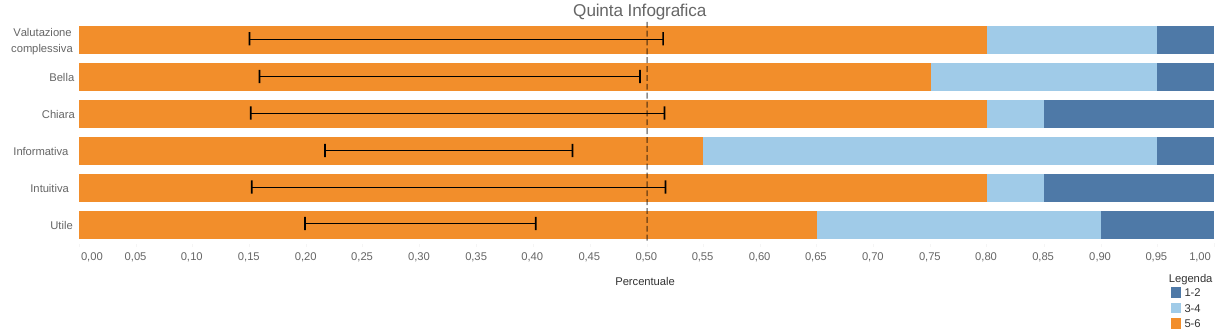 Quinta Infografica
Valutazione
complessiva
Bella
Chiara
Informativa
Intuitiva
Utile
0,00 0,05 0,10 0,15 0,20 0,25 0,30 0,35 0,40 0,45 0,50 0,55 0,60 0,65 0,70 0,75 0,80 0,85 0,90 0,95 1,00
Percentuale
Legenda
1-2
3-4
5-6